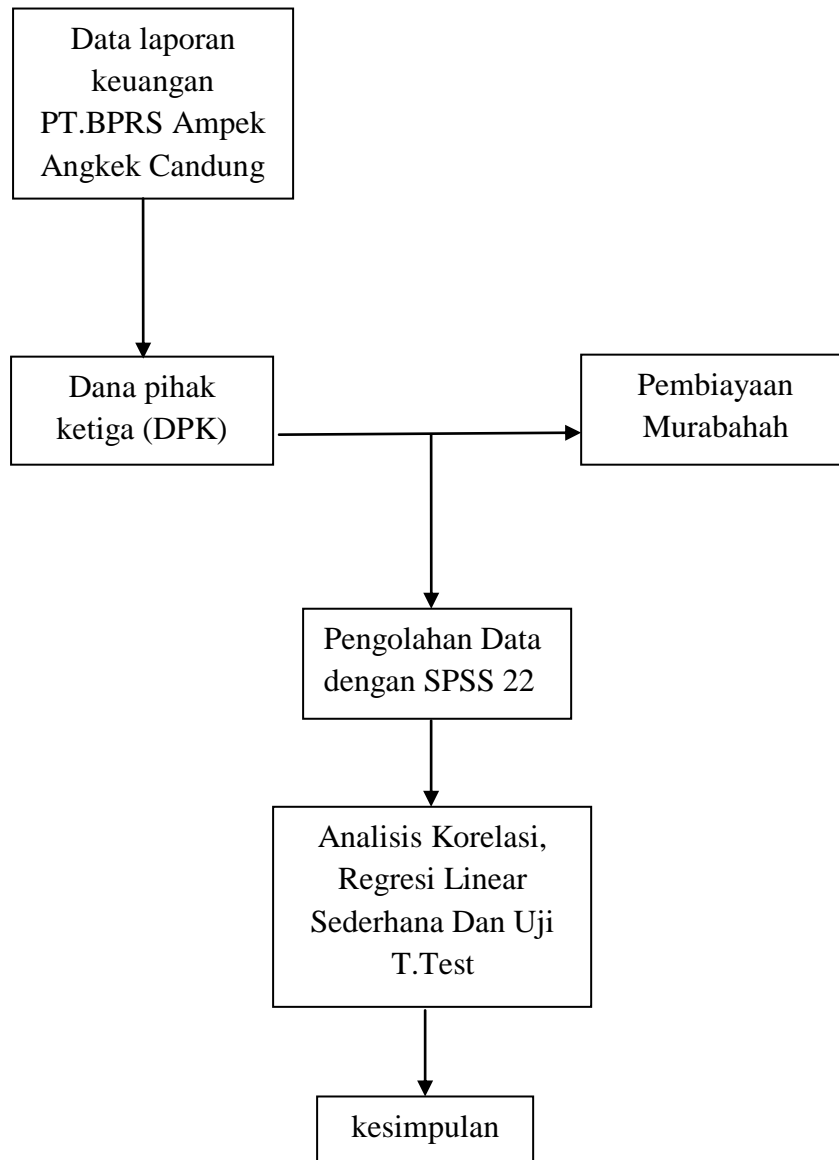 Data laporan
keuangan
PT.BPRS Ampek
Angkek Candung
Dana pihak
ketiga (DPK)
Pembiayaan
Murabahah
Pengolahan Data
dengan SPSS 22
Analisis Korelasi,
Regresi Linear
Sederhana Dan Uji
T.Test
kesimpulan